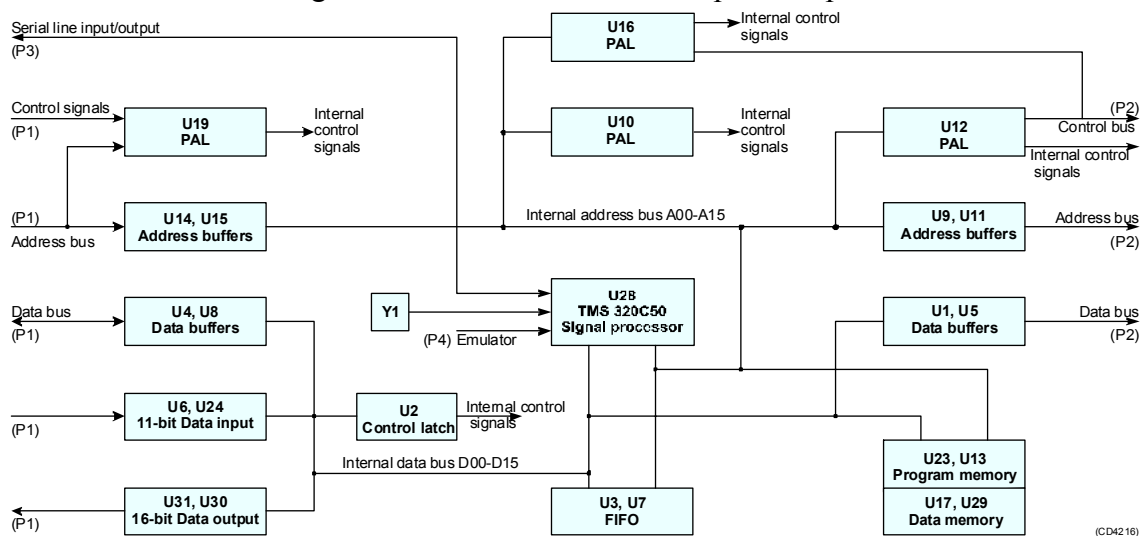 Serial line input/output
(P3)
U16
PAL
Internal control
signals
Control signals
(P1)
U19
PAL
Internal
control
signals
U10
PAL
Internal
control
signals
U12
PAL
(P2)
Control bus
Internal control
signals
(P1)
Address bus
U14, U15
Address buffers
Internal address bus A00-A15
U9, U11
Address buffers
Address bus
(P2)
Data bus
(P1)
U4, U8
Data buffers
Y1
U28
TMS 320C50
Signal processor
(P4) Emulator
U1, U5
Data buffers
Data bus
(P2)
(P1)
U6, U24
11-bit Data input
U2
Control latch
Internal control
signals
Internal data bus D00-D15
U23, U13
Program memory
(P1)
U31, U30
16-bit Data output
U3, U7
FIFO
U17, U29
Data memory
(CD4216)